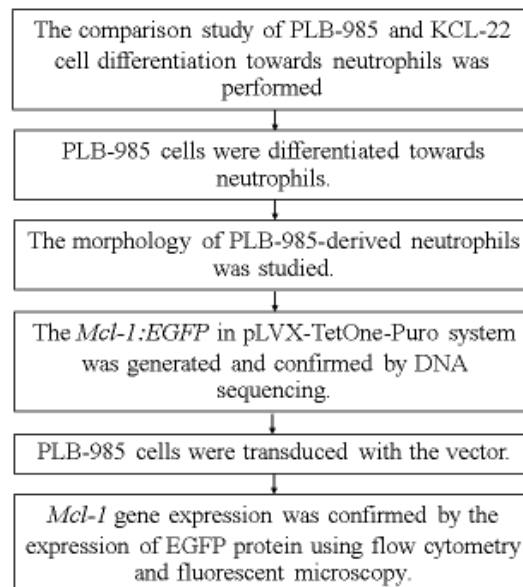 The comparison study of PLB-985 and KCL-22
cell differentiation towards neutrophils was
performed
PLB-985 cells were differentiated towards
neutrophils.
The morphology of PLB-985-derived neutrophils
was studied.
The Mcl-1:EGFP in pLVX-TetOne-Puro system
was generated and confirmed by DNA
sequencing.
PLB-985 cells were transduced with the vector.
Mcl-1 gene expression was confirmed by the
expression of EGFP protein using flow cytometry
and fluorescent microscopy.